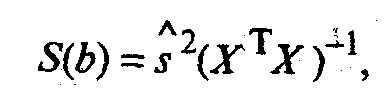 S(b) = ŝ²(XᵀX)⁻¹,